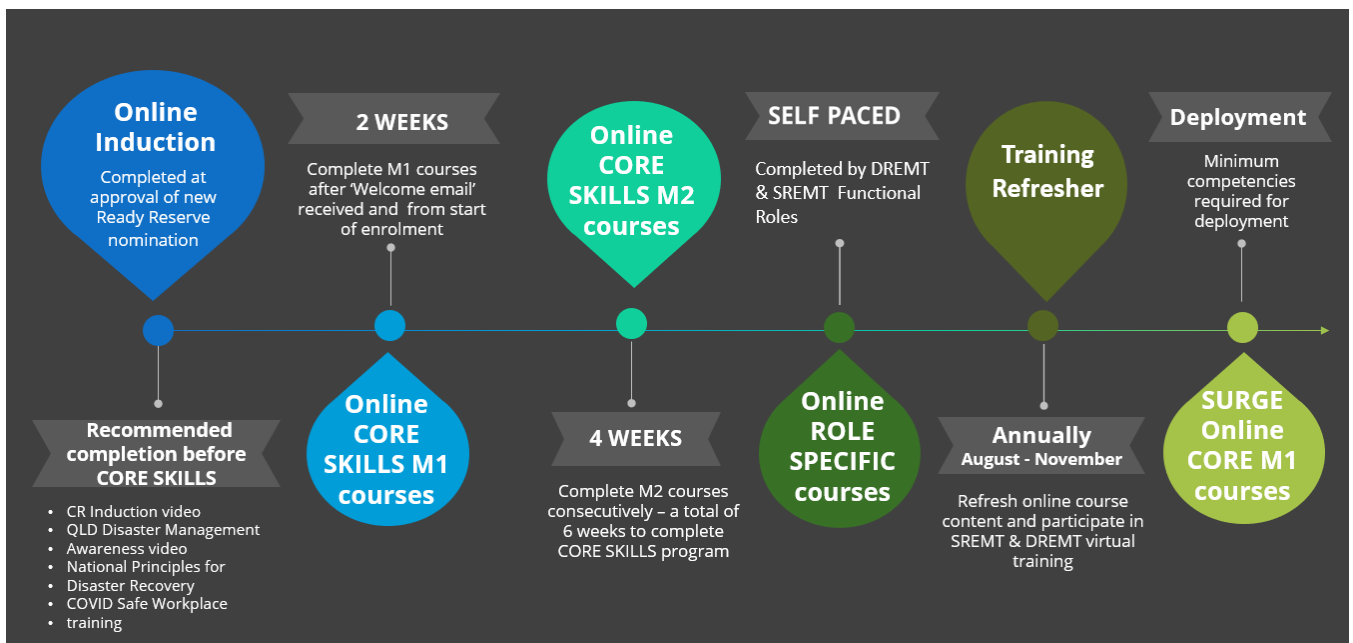 Online
Induction
Completed at
approval of new
Ready Reserve
nomination
Recommended
completion before
CORE SKILLS
• CR Induction video
• QLD Disaster Management
• Awareness video
• National Principles for
• Disaster Recovery
• COVID Safe Workplace
• training
2 WEEKS
Complete M1 courses
after ‘Welcome email’
received and from start
of enrolment
Online
CORE
SKILLS M1
courses
Online
CORE
SKILLS M2
courses
4 WEEKS
Complete M2 courses
consecutively – a total of
6 weeks to complete
CORE SKILLS program
SELF PACED
Completed by DREMT
& SREMT Functional
Roles
Online
ROLE
SPECIFIC
courses
Training
Refresher
Annually
August - November
Refresh online course
content and participate in
SREMT & DREMT virtual
training
Deployment
Minimum
competencies
required for
deployment
SURGE
Online
CORE M1
courses